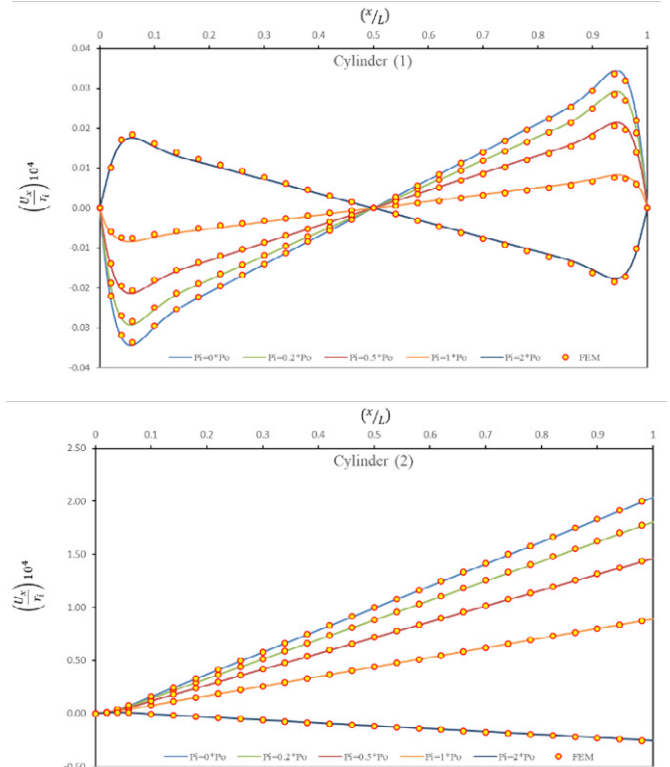 (x/L)
0 0.1 0.2 0.3 0.4 0.5 0.6 0.7 0.8 0.9 1
Cylinder (1)
0.04
0.03
0.02
0.01
0.00
-0.01
-0.02
-0.03
-0.04
(Ux/ri)10⁴
Pi=0*Po Pi=0.2*Po Pi=0.5*Po Pi=1*Po Pi=2*Po FEM
(x/L)
0 0.1 0.2 0.3 0.4 0.5 0.6 0.7 0.8 0.9 1
Cylinder (2)
2.50
2.00
1.50
1.00
0.50
0.00
-0.50
(Ux/ri)10⁴
Pi=0*Po Pi=0.2*Po Pi=0.5*Po Pi=1*Po Pi=2*Po FEM